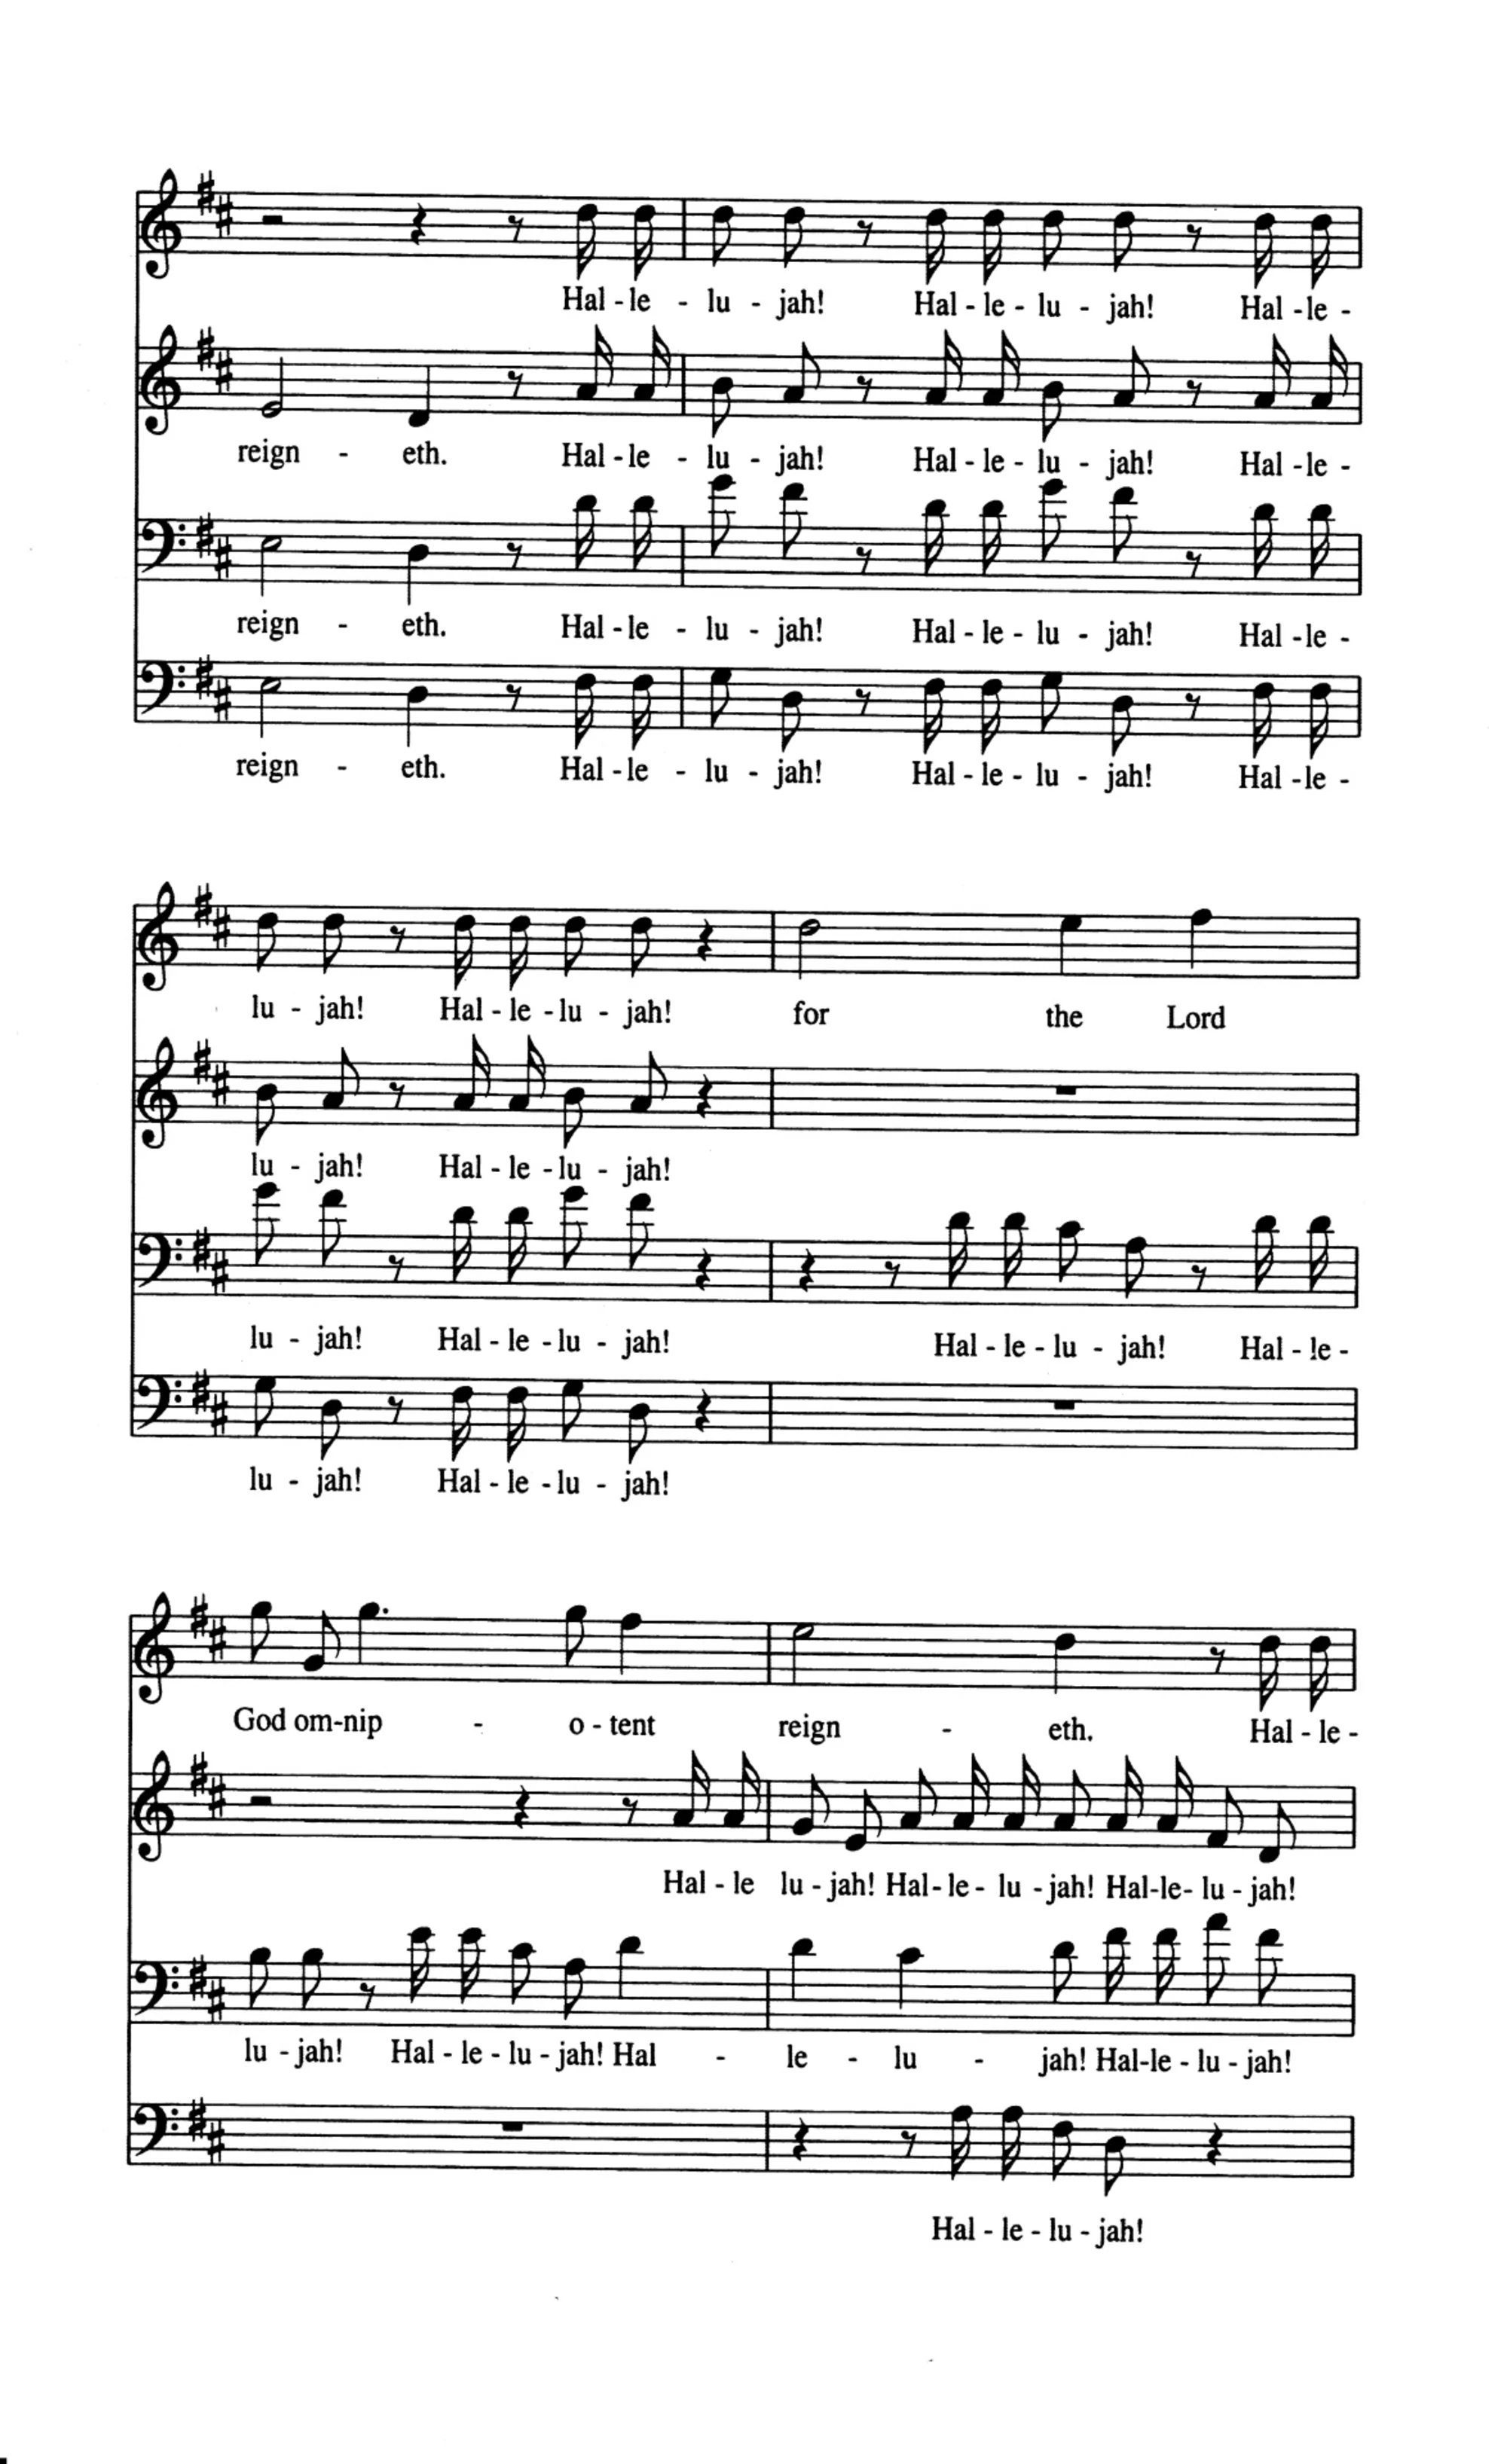 Hal - le - lu - jah! Hal - le - lu - jah! Hal - le -
reign - eth. Hal - le - lu - jah! Hal - le - lu - jah! Hal - le -
reign - eth. Hal - le - lu - jah! Hal - le - lu - jah! Hal - le -
reign - eth. Hal - le - lu - jah! Hal - le - lu - jah! Hal - le -
lu - jah! Hal - le - lu - jah! for the Lord
lu - jah! Hal - le - lu - jah!
lu - jah! Hal - le - lu - jah! Hal - le - lu - jah! Hal - le -
lu - jah! Hal - le - lu - jah!
God om-nip - o - tent reign - eth. Hal - le -
Hal - le lu - jah! Hal - le - lu - jah! Hal-le- lu - jah!
lu - jah! Hal - le - lu - jah! Hal - le - lu - jah! Hal-le - lu - jah!
Hal - le - lu - jah!